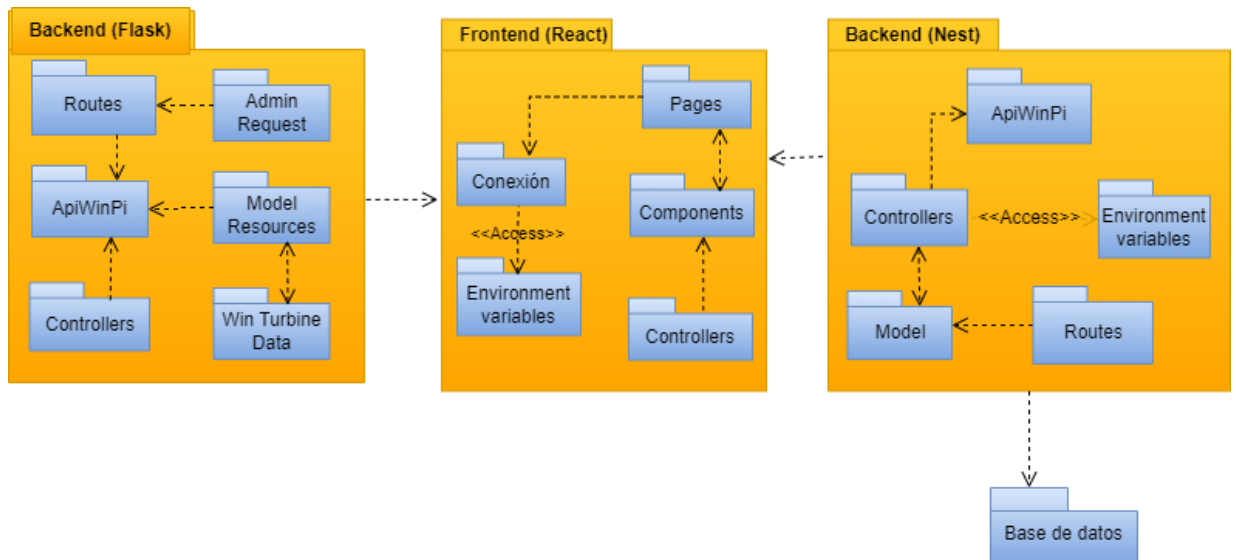 Backend (Flask)
Routes
Admin
Request
ApiWinPi
Model
Resources
Controllers
Win Turbine
Data
Frontend (React)
Pages
Conexión
Components
<<Access>>
Environment
variables
Controllers
Backend (Nest)
ApiWinPi
Controllers
<<Access>>
Environment
variables
Model
Routes
Base de datos